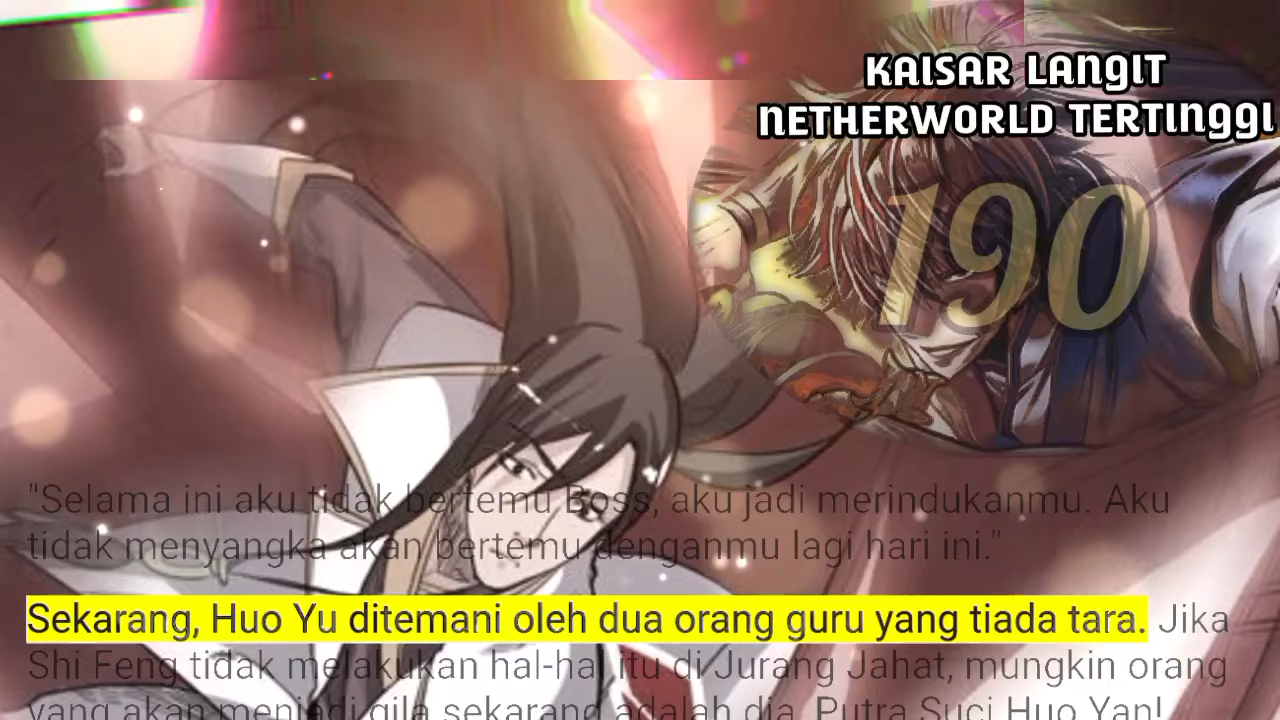 KAISAR LANGIT
NETHERWORLD TERTINGGI
190
"Selama ini aku tidak bertemu Boss, aku jadi merindukanmu. Aku
tidak menyangka akan bertemu denganmu lagi hari ini."
Sekarang, Huo Yu ditemani oleh dua orang guru yang tiada tara. Jika
Shi Feng tidak melakukan hal-hal itu di Jurang Jahat, mungkin orang
yang akan menjadi gila sekarang adalah dia, Putra Suci Huo Yan!